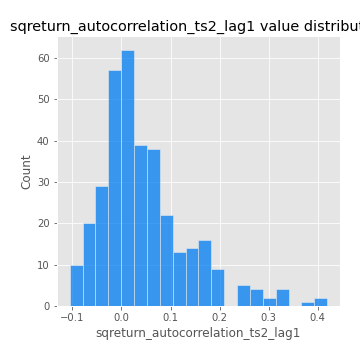 sqreturn_autocorrelation_ts2_lag1 value distribut
60
50
40
30
20
10
0
Count
−0.1 0.0 0.1 0.2 0.3 0.4
sqreturn_autocorrelation_ts2_lag1